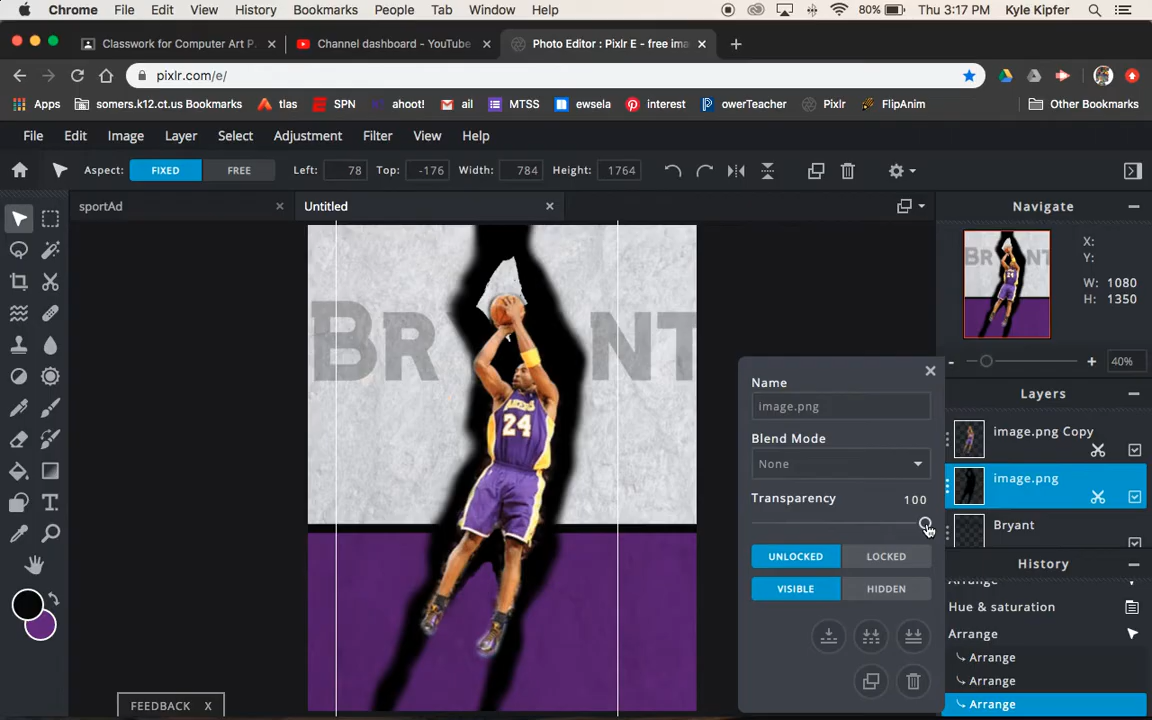 Chrome File Edit View History Bookmarks People Tab Window Help 80% Thu 3:17 PM Kyle Kipfer
Classwork for Computer Art P. Channel dashboard - YouTube Photo Editor : Pixlr E - free ima
pixlr.com/e/
Apps somers.k12.ct.us Bookmarks tlas SPN ahoot! ail MTSS ewsela interest owerTeacher Pixlr FlipAnim Other Bookmarks
File Edit Image Layer Select Adjustment Filter View Help
Aspect: FIXED FREE Left: 78 Top: -176 Width: 784 Height: 1764
sportAd Untitled
Navigate
X:
Y:
W: 1080
H: 1350
BR NT
LAKERS
24
- + 40%
Layers
image.png Copy
image.png
Bryant
Name
image.png
Blend Mode
None
Transparency 100
UNLOCKED LOCKED
VISIBLE HIDDEN
History
Arrange
Hue & saturation
Arrange
Arrange
Arrange
Arrange
FEEDBACK X